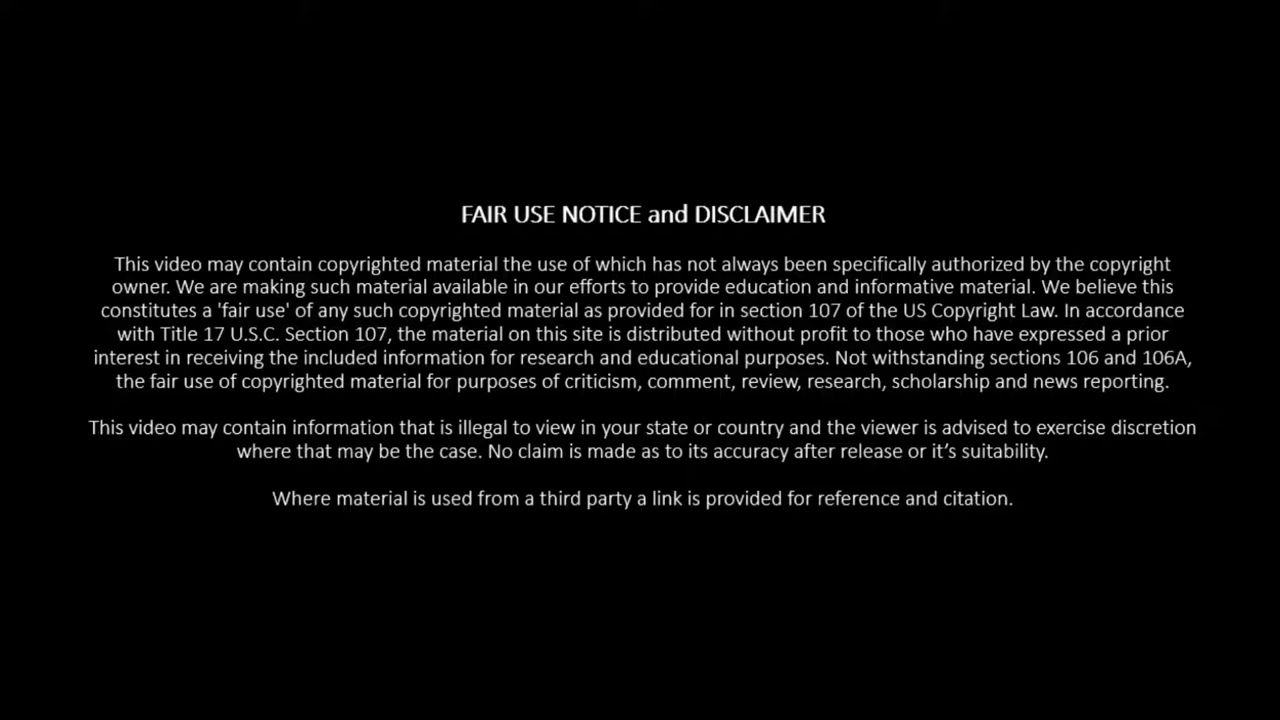 FAIR USE NOTICE and DISCLAIMER
This video may contain copyrighted material the use of which has not always been specifically authorized by the copyright
owner. We are making such material available in our efforts to provide education and informative material. We believe this
constitutes a 'fair use' of any such copyrighted material as provided for in section 107 of the US Copyright Law. In accordance
with Title 17 U.S.C. Section 107, the material on this site is distributed without profit to those who have expressed a prior
interest in receiving the included information for research and educational purposes. Not withstanding sections 106 and 106A,
the fair use of copyrighted material for purposes of criticism, comment, review, research, scholarship and news reporting.
This video may contain information that is illegal to view in your state or country and the viewer is advised to exercise discretion
where that may be the case. No claim is made as to its accuracy after release or it’s suitability.
Where material is used from a third party a link is provided for reference and citation.